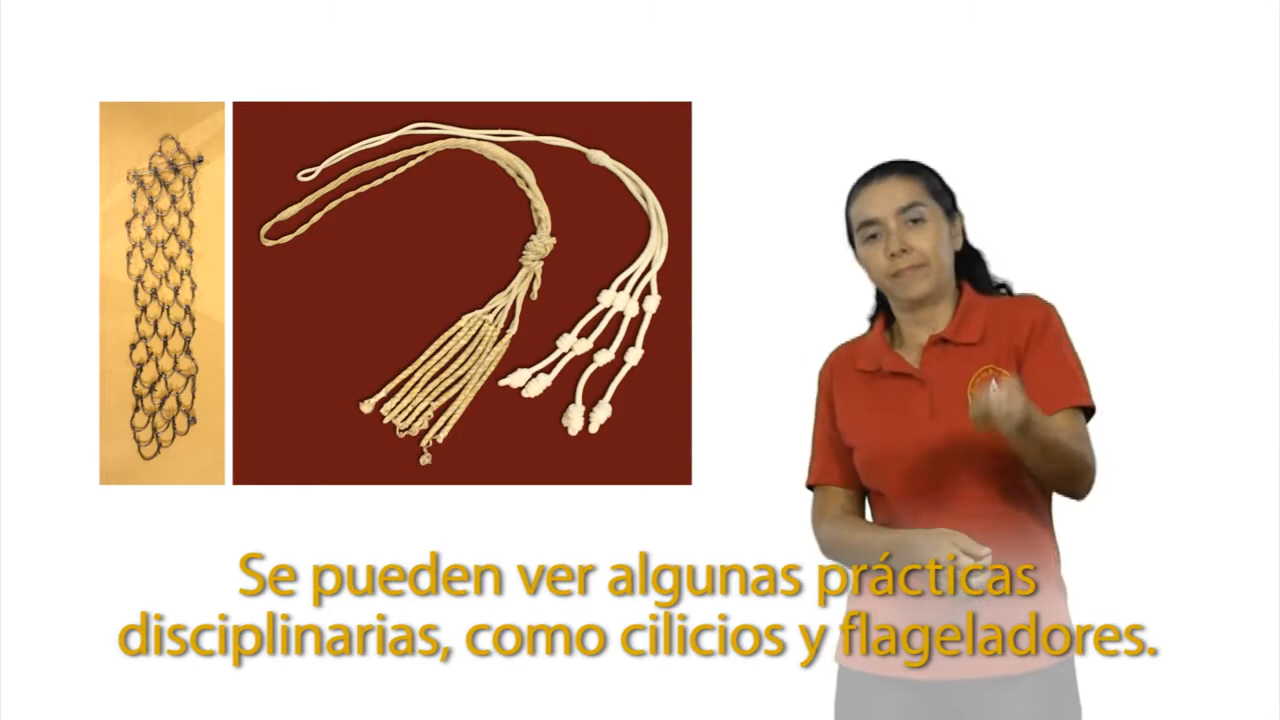 Se pueden ver algunas prácticas
disciplinarias, como cilicios y flageladores.